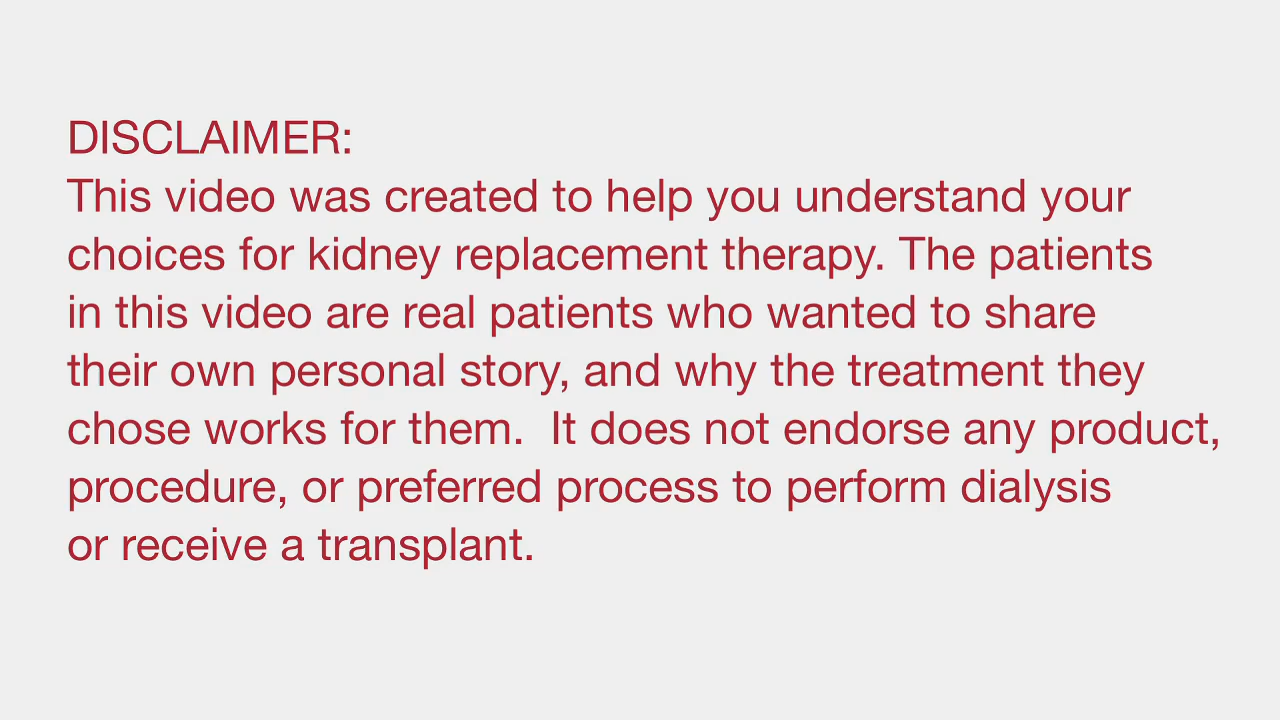 DISCLAIMER:
This video was created to help you understand your
choices for kidney replacement therapy. The patients
in this video are real patients who wanted to share
their own personal story, and why the treatment they
chose works for them.  It does not endorse any product,
procedure, or preferred process to perform dialysis
or receive a transplant.